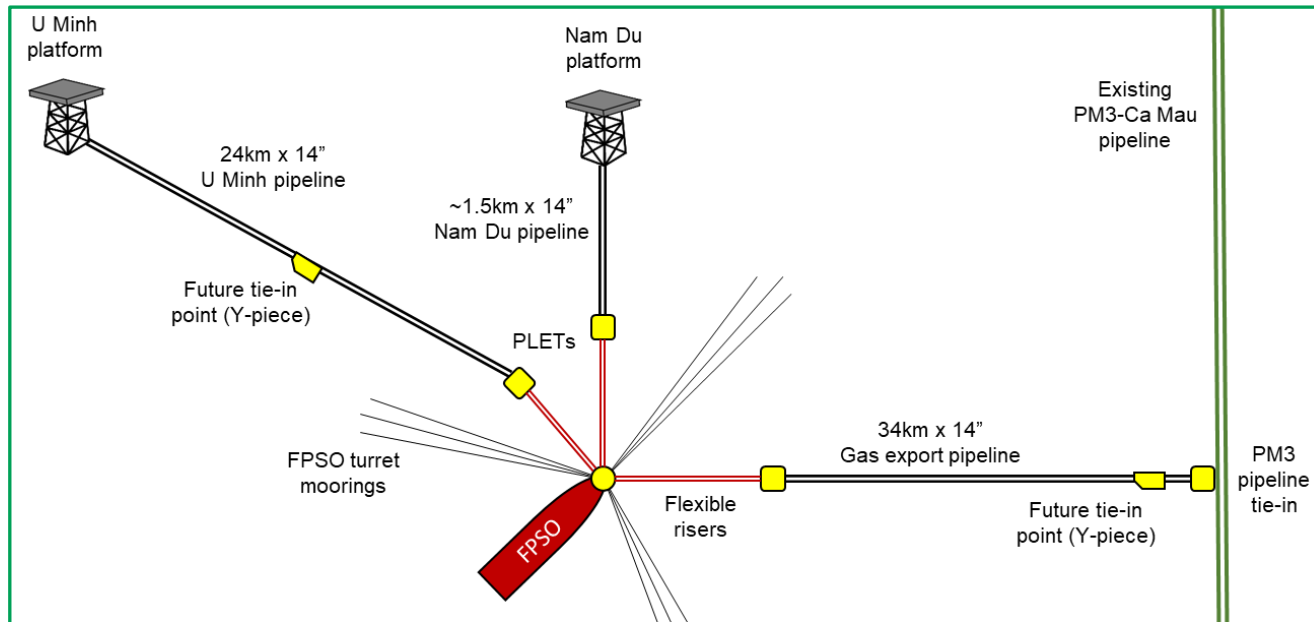 U Minh
platform
Nam Du
platform
Existing
PM3-Ca Mau
pipeline
24km x 14”
U Minh pipeline
~1.5km x 14”
Nam Du pipeline
Future tie-in
point (Y-piece)
PLETs
34km x 14”
Gas export pipeline
FPSO turret
moorings
PM3
pipeline
tie-in
Flexible
risers
Future tie-in
point (Y-piece)
FPSO